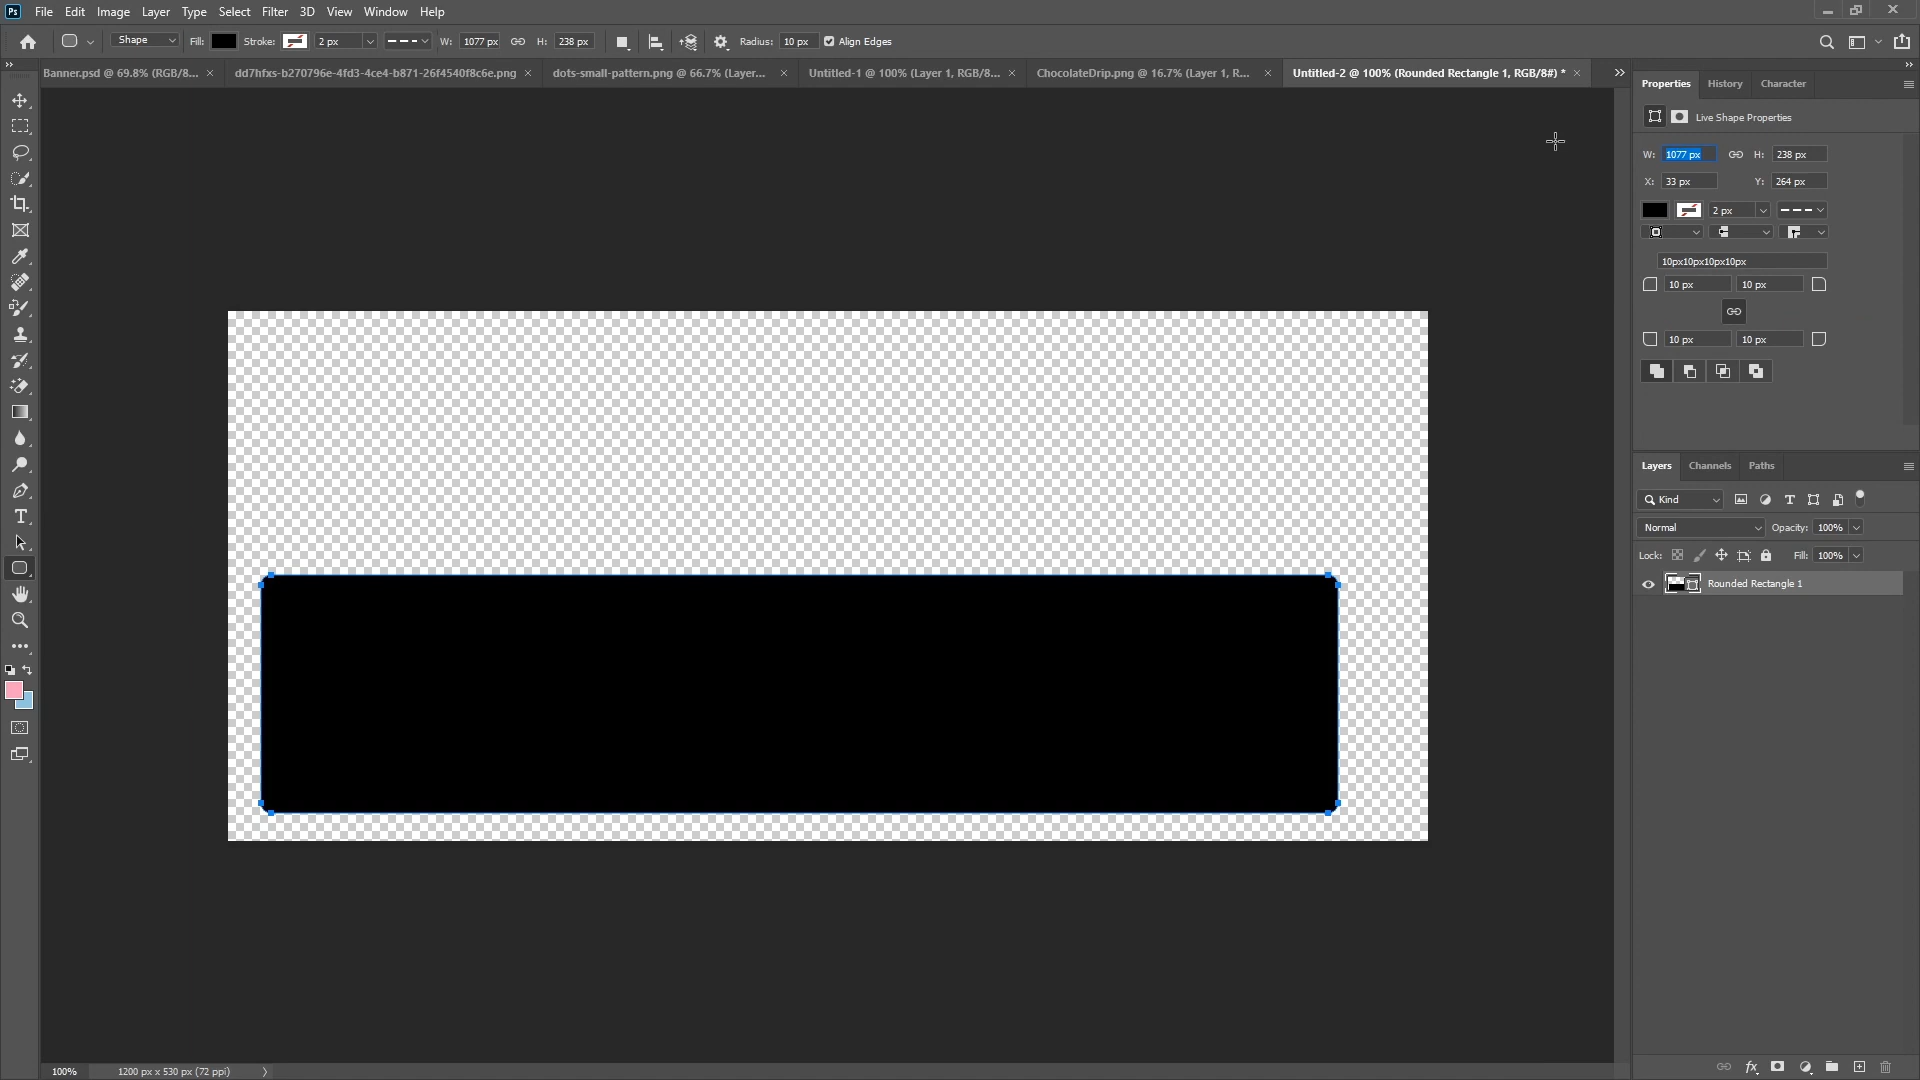 Ps File Edit Image Layer Type Select Filter 3D View Window Help
Shape Fill: Stroke: 2 px W: 1077 px H: 238 px Radius: 10 px Align Edges
Banner.psd @ 69.8% (RGB/8... × dd7hfxs-b270796e-4fd3-4ce4-b871-26f4540f8c6e.png × dots-small-pattern.png @ 66.7% (Layer... × Untitled-1 @ 100% (Layer 1, RGB/8... × ChocolateDrip.png @ 16.7% (Layer 1, R... × Untitled-2 @ 100% (Rounded Rectangle 1, RGB/8#) * ×
Properties History Character
Live Shape Properties
W: 1077 px H: 238 px
X: 33 px Y: 264 px
2 px
10px10px10px10px
10 px 10 px
10 px 10 px
Layers Channels Paths
Kind
Normal Opacity: 100%
Lock: Fill: 100%
Rounded Rectangle 1
fx
100% 1200 px x 530 px (72 ppi)